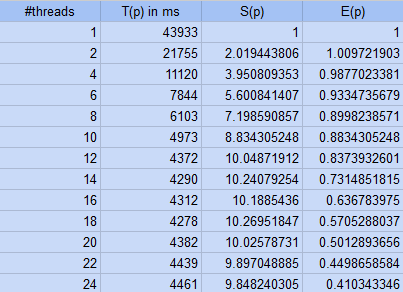 #threads T(p) in ms S(p) E(p)
1 43933 1 1
2 21755 2.019443806 1.009721903
4 11120 3.950809353 0.9877023381
6 7844 5.600841407 0.9334735679
8 6103 7.198590857 0.8998238571
10 4973 8.834305248 0.8834305248
12 4372 10.04871912 0.8373932601
14 4290 10.24079254 0.7314851815
16 4312 10.1885436 0.636783975
18 4278 10.26951847 0.5705288037
20 4382 10.02578731 0.5012893656
22 4439 9.897048885 0.4498658584
24 4461 9.848240305 0.410343346